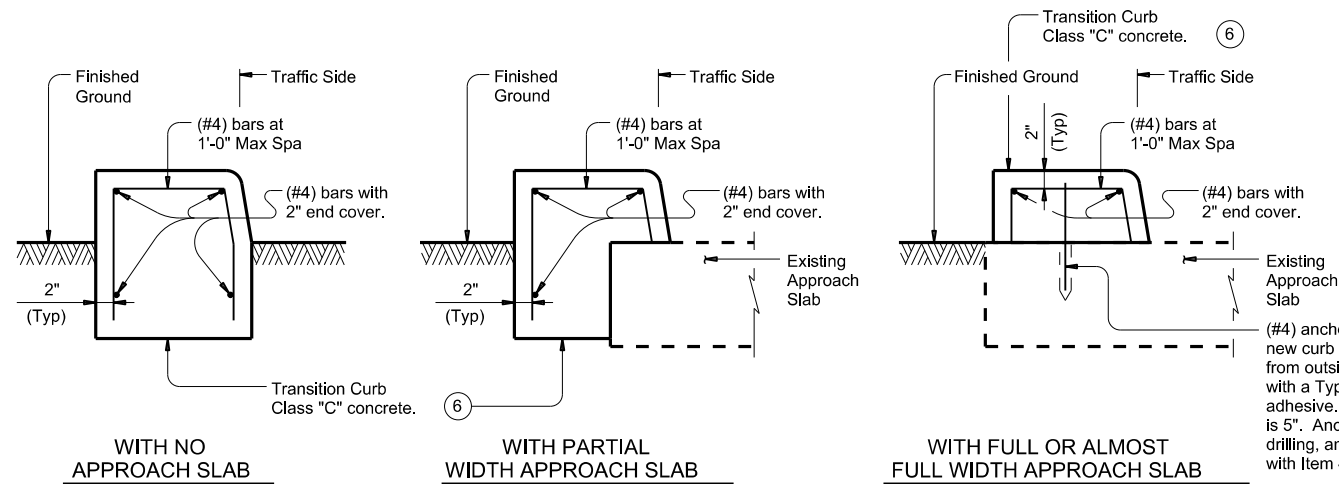 Finished
Ground
Traffic Side
(#4) bars at
1'-0" Max Spa
(#4) bars with
2" end cover.
2"
(Typ)
Transition Curb
Class "C" concrete.
WITH NO
APPROACH SLAB
Finished
Ground
Traffic Side
(#4) bars at
1'-0" Max Spa
(#4) bars with
2" end cover.
2"
(Typ)
Existing
Approach
Slab
6
WITH PARTIAL
WIDTH APPROACH SLAB
Transition Curb
Class "C" concrete.
6
Finished Ground
Traffic Side
2"
(Typ)
(#4) bars at
1'-0" Max Spa
(#4) bars with
2" end cover.
Existing
Approach
Slab
(#4)
new curb
from
with a
adhesive.
is 5".
drilling,
with Item
WITH FULL OR ALMOST
FULL WIDTH APPROACH SLAB